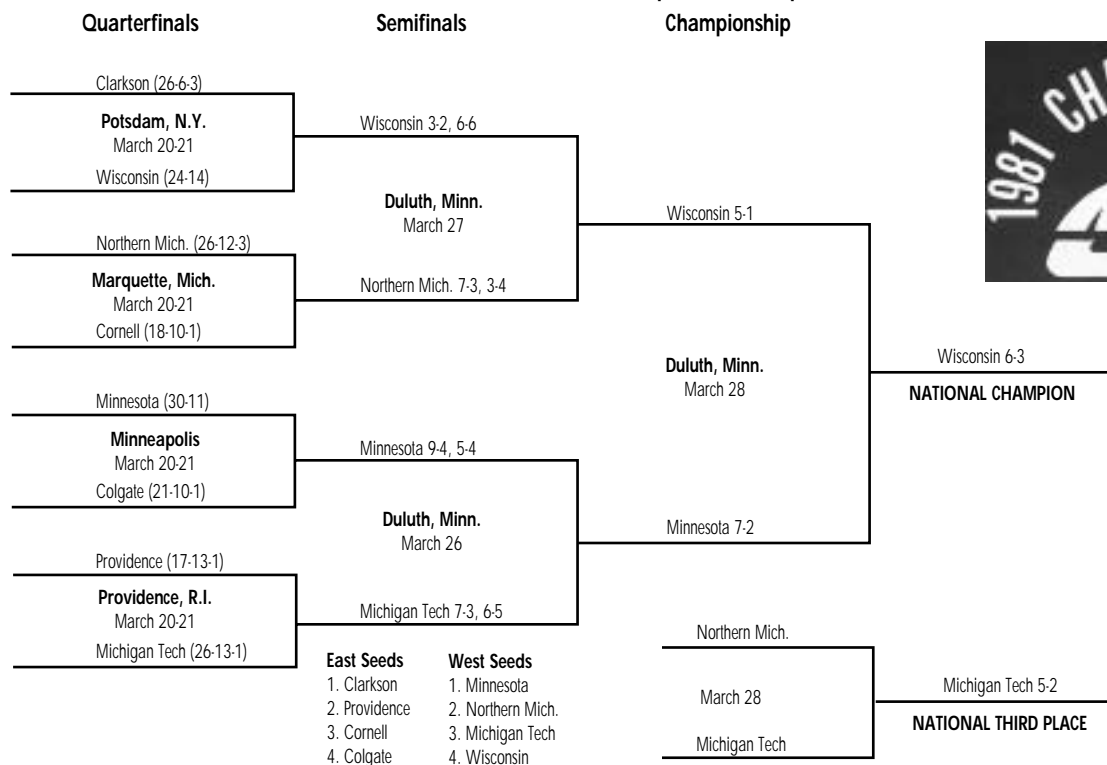 Quarterfinals
Semifinals
Championship
Clarkson (26-6-3)
Potsdam, N.Y.
March 20-21
Wisconsin (24-14)
Northern Mich. (26-12-3)
Marquette, Mich.
March 20-21
Cornell (18-10-1)
Minnesota (30-11)
Minneapolis
March 20-21
Colgate (21-10-1)
Providence (17-13-1)
Providence, R.I.
March 20-21
Michigan Tech (26-13-1)
Wisconsin 3-2, 6-6
Duluth, Minn.
March 27
Northern Mich. 7-3, 3-4
Minnesota 9-4, 5-4
Duluth, Minn.
March 26
Michigan Tech 7-3, 6-5
Wisconsin 5-1
Duluth, Minn.
March 28
Minnesota 7-2
Wisconsin 6-3
NATIONAL CHAMPION
East Seeds
1. Clarkson
2. Providence
3. Cornell
4. Colgate
West Seeds
1. Minnesota
2. Northern Mich.
3. Michigan Tech
4. Wisconsin
Northern Mich.
March 28
Michigan Tech
Michigan Tech 5-2
NATIONAL THIRD PLACE
1981